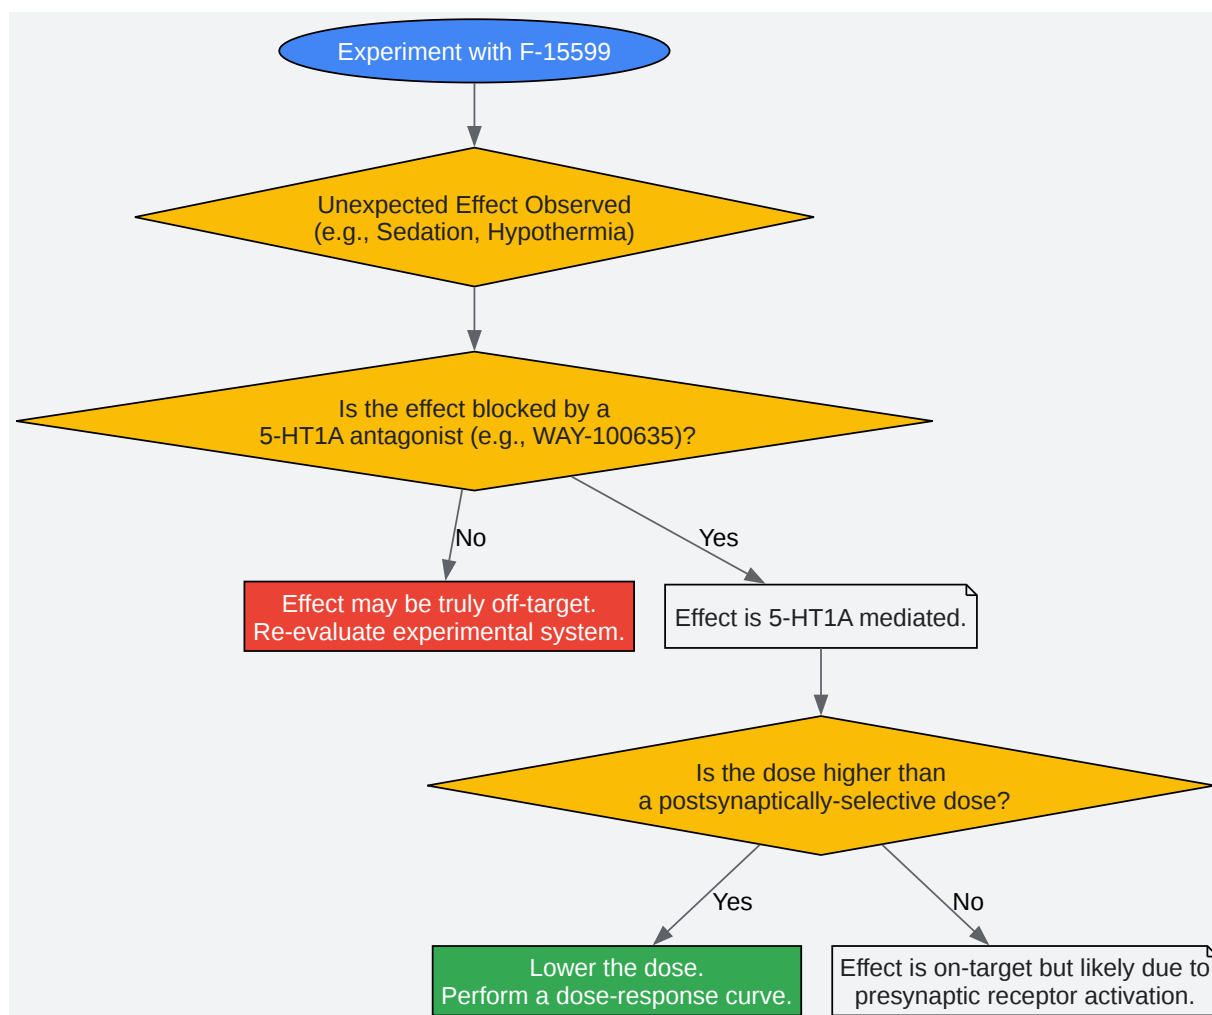 Experiment with F-15599
Unexpected Effect Observed
(e.g., Sedation, Hypothermia)
Is the effect blocked by a
5-HT1A antagonist (e.g., WAY-100635)?
No
Yes
Effect may be truly off-target.
Re-evaluate experimental system.
Effect is 5-HT1A mediated.
Is the dose higher than
a postsynaptically-selective dose?
Yes
No
Lower the dose.
Perform a dose-response curve.
Effect is on-target but likely due to
presynaptic receptor activation.